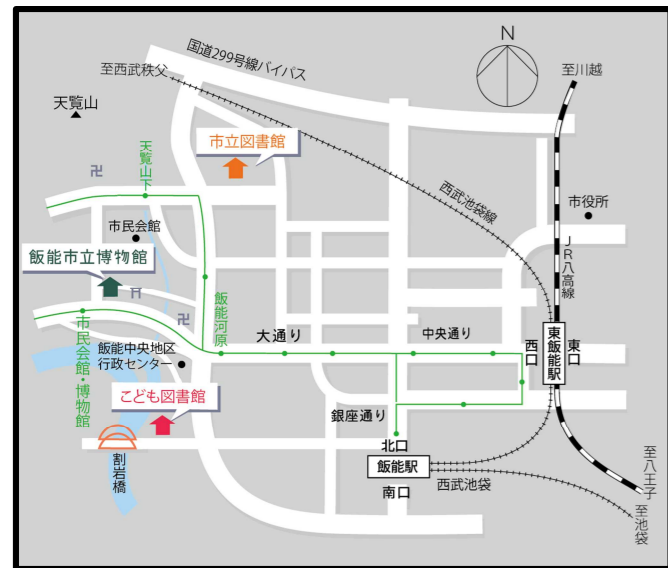 国道299号線バイパス
N
至西武秩父
至川越
天覧山
市立図書館
天覧山下
西武池袋線
市役所
市民会館
飯能市立博物館
JR八高線
飯能河原
大通り
中央通り
西口
東飯能駅
東口
市民会館・博物館
飯能中央地区
行政センター
こども図書館
銀座通り
北口
飯能駅
南口
西武池袋
割岩橋
至八王子
至池袋